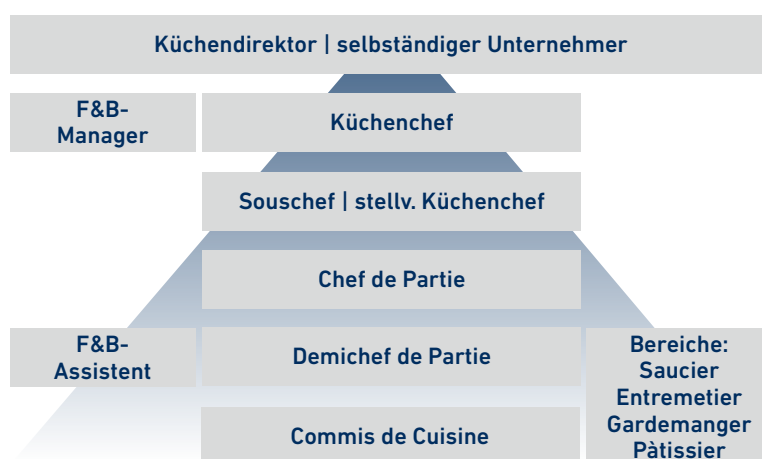 Küchendirektor | selbständiger Unternehmer
F&B-
Manager
Küchenchef
Souschef | stellv. Küchenchef
Chef de Partie
F&B-
Assistent
Demichef de Partie
Commis de Cuisine
Bereiche:
Saucier
Entremetier
Gardemanger
Pàtissier